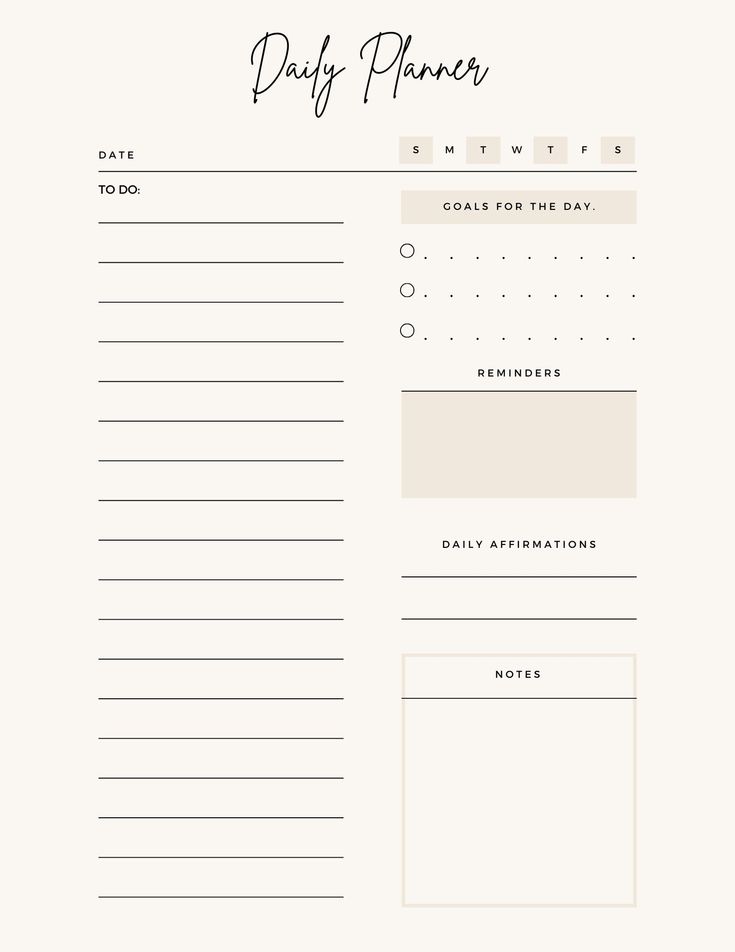 Daily Planner
DATE
S M T W T F S
TO DO:
GOALS FOR THE DAY.
REMINDERS
DAILY AFFIRMATIONS
NOTES